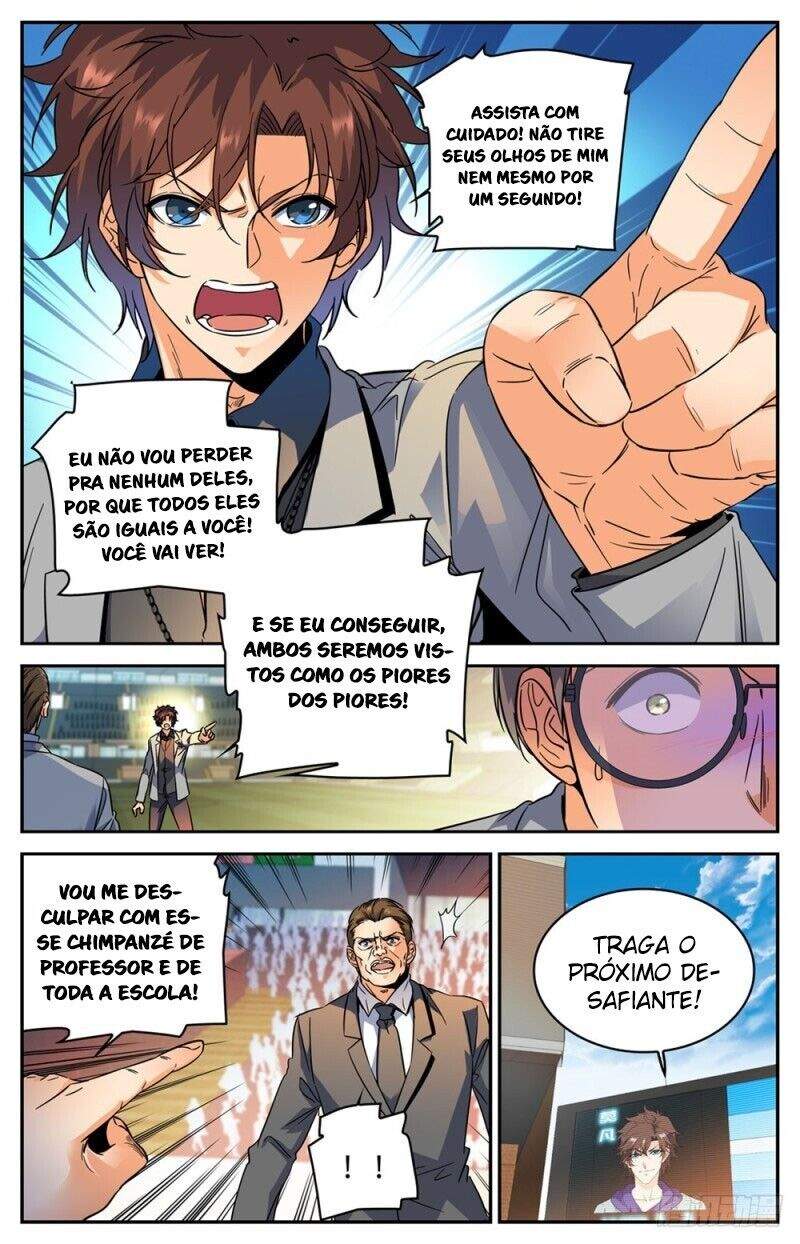 ASSISTA COM
CUIDADO! NÃO TIRE
SEUS OLHOS DE MIM
NEM MESMO POR
UM SEGUNDO!
EU NÃO VOU PERDER
PRA NENHUM DELES,
POR QUE TODOS ELES
SÃO IGUAIS A VOCÊ!
VOCÊ VAI VER!
E SE EU CONSEGUIR,
AMBOS SEREMOS VIS-
TOS COMO OS PIORES
DOS PIORES!
VOU ME DES-
CULPAR COM ES-
SE CHIMPANZÉ DE
PROFESSOR E DE
TODA A ESCOLA!
! !
TRAGA O
PRÓXIMO DE-
SAFIANTE!
莫凡